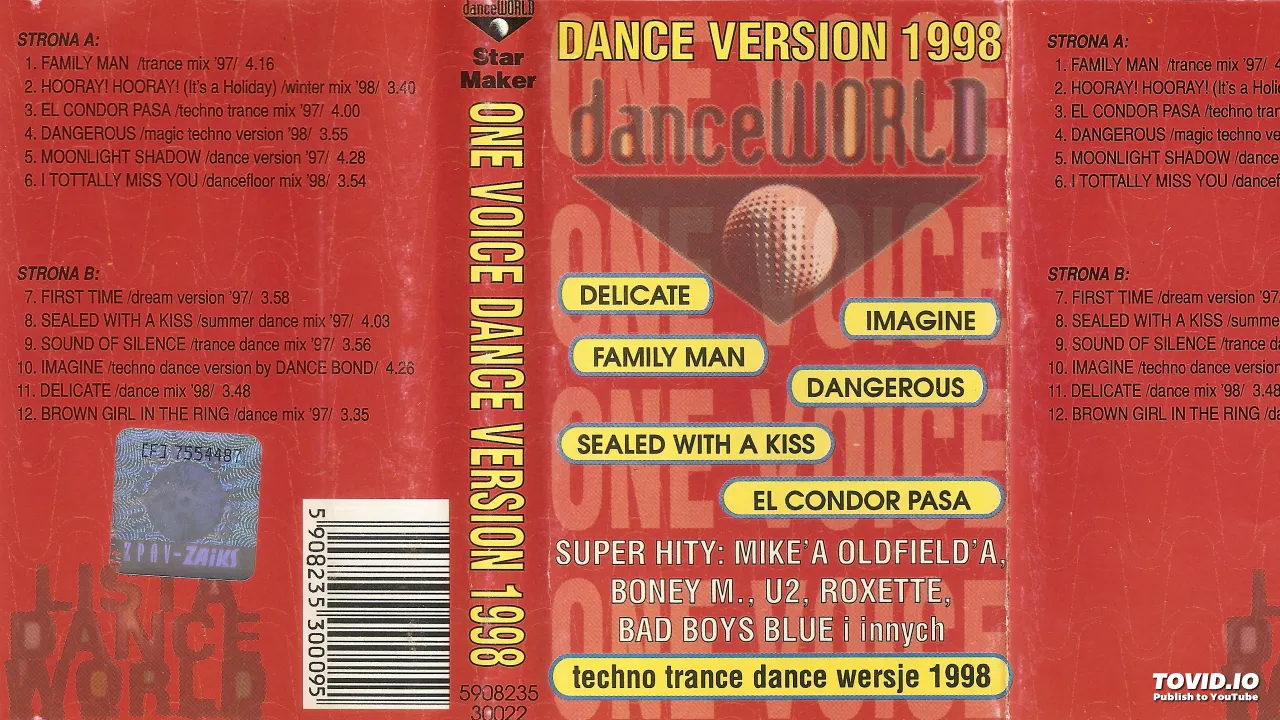 STRONA A:
1. FAMILY MAN /trance mix '97/ 4.16
2. HOORAY! HOORAY! (It's a Holiday) /winter mix '98/ 3.40
3. EL CONDOR PASA /techno trance mix '97/ 4.00
4. DANGEROUS /magic techno version '98/ 3.55
5. MOONLIGHT SHADOW /dance version '97/ 4.28
6. I TOTTALLY MISS YOU /dancefloor mix '98/ 3.54
STRONA B:
7. FIRST TIME /dream version '97/ 3.58
8. SEALED WITH A KISS /summer dance mix '97/ 4.03
9. SOUND OF SILENCE /trance dance mix '97/ 3.56
10. IMAGINE /techno dance version by DANCE BOND/ 4.26
11. DELICATE /dance mix '98/ 3.48
12. BROWN GIRL IN THE RING /dance mix '97/ 3.35
7554487
ZPAV-ZAiKS
LISTA
DANCE
WORLD
5908235300095
danceWORLD
Star
Maker
ONE VOICE DANCE VERSION 1998
5908235
30022
DANCE VERSION 1998
danceWORLD
ONE VOICE
ONE VOICE
ONE VOICE
ONE VOICE
DELICATE
IMAGINE
FAMILY MAN
DANGEROUS
SEALED WITH A KISS
EL CONDOR PASA
SUPER HITY: MIKE'A OLDFIELD'A,
BONEY M., U2, ROXETTE,
BAD BOYS BLUE i innych
techno trance dance wersje 1998
STRONA A:
1. FAMILY MAN /trance mix '97/
2. HOORAY! HOORAY! (It's a
3. EL CONDOR PASA /techno
4. DANGEROUS /magic techno
5. MOONLIGHT SHADOW /dance
6. I TOTTALLY MISS YOU
STRONA B:
7. FIRST TIME /dream version '97/
8. SEALED WITH A KISS
9. SOUND OF SILENCE /trance
10. IMAGINE /techno dance version
11. DELICATE /dance mix '98/ 3.48
12. BROWN GIRL IN THE RING
TOVID.IO
Publish to YouTube